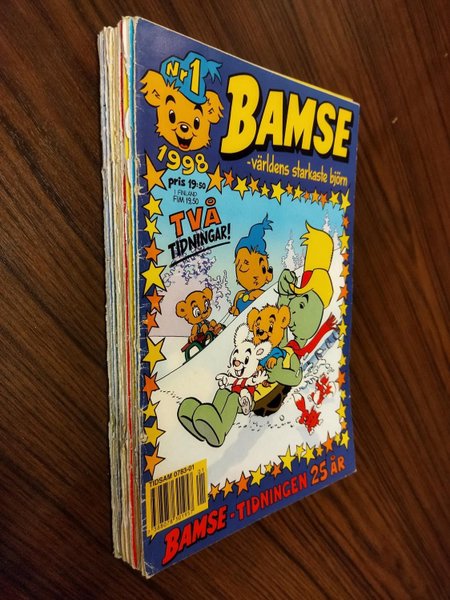 Nr 1
1998
BAMSE
-världens starkaste björn
pris 19:50
I FINLAND
FIM 19,50
TVÅ
TIDNINGAR!
TIDSAM 0783-01
01
BAMSE-TIDNINGEN 25 ÅR